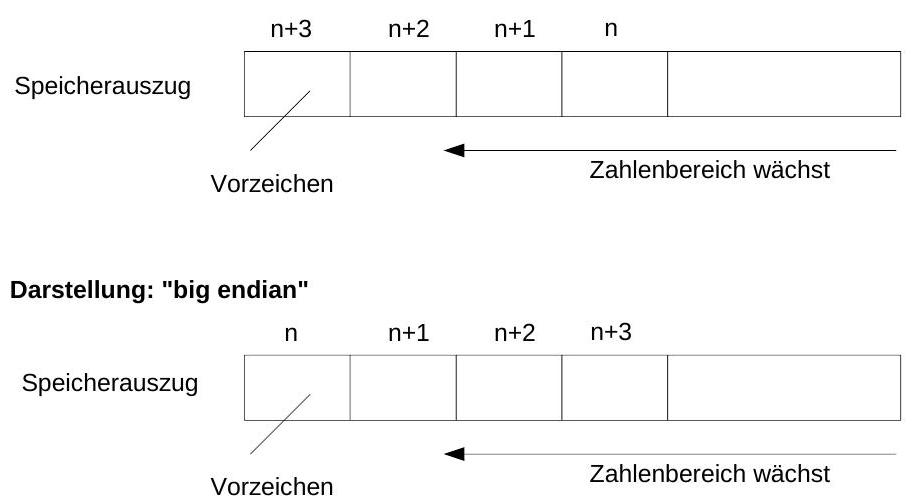 n+3 n+2 n+1 n
Speicherauszug
Zahlenbereich wächst
Vorzeichen
Darstellung: "big endian"
n n+1 n+2 n+3
Speicherauszug
Zahlenbereich wächst
Vorzeichen